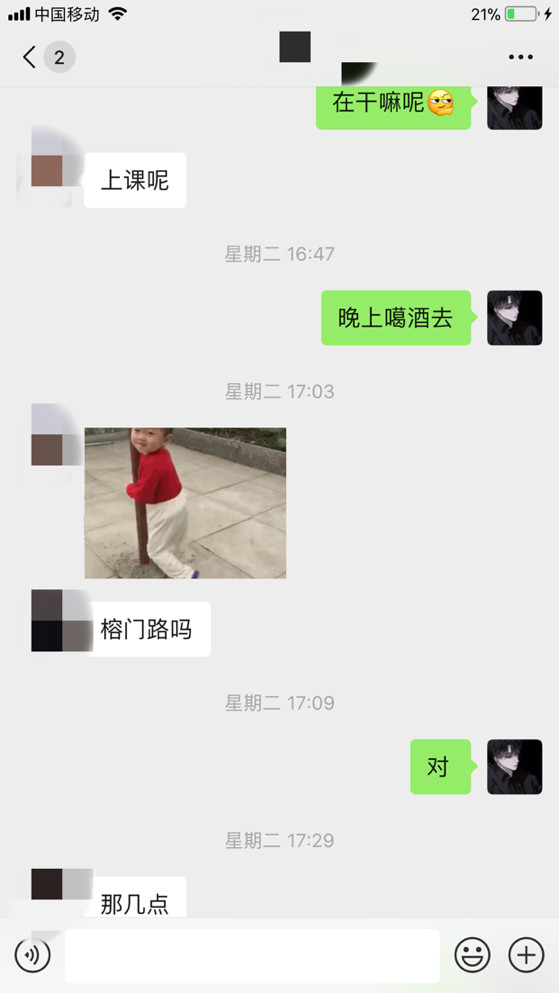 中国移动
21%
2
在干嘛呢
上课呢
星期二 16:47
晚上噶酒去
星期二 17:03
榕门路吗
星期二 17:09
对
星期二 17:29
那几点